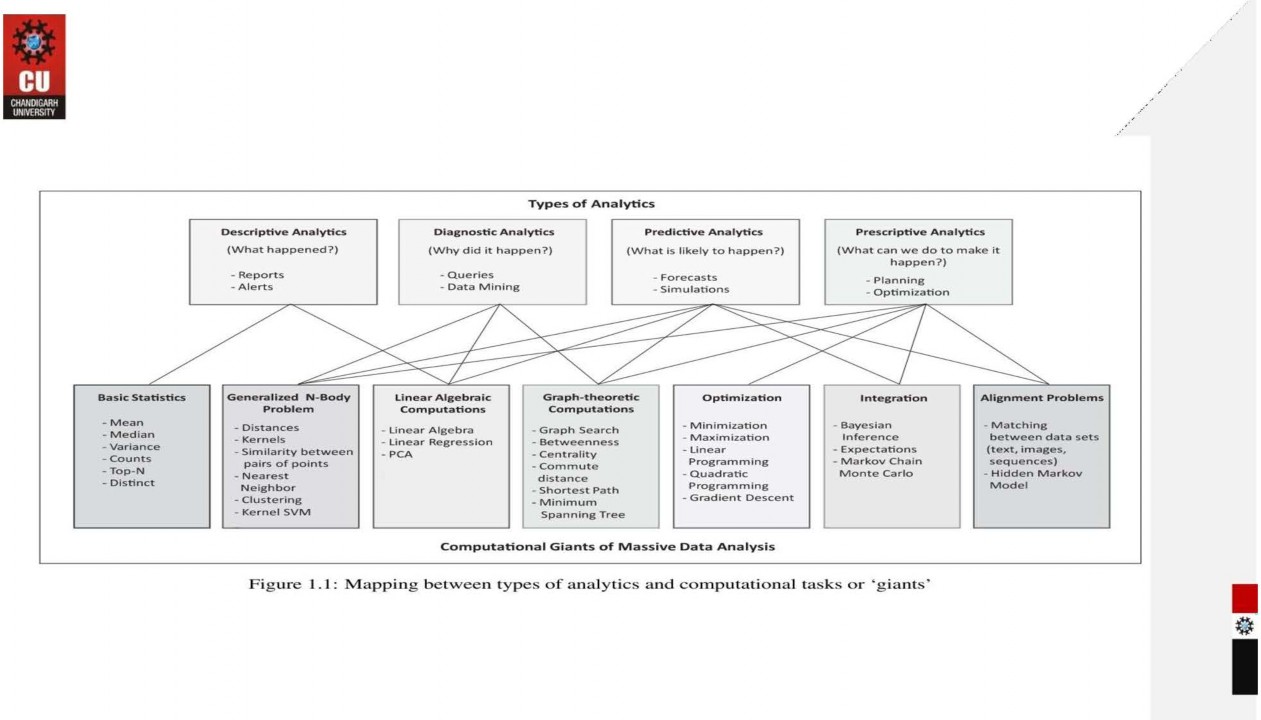 CU
CHANDIGARH
UNIVERSITY
Types of Analytics
Descriptive Analytics
(What happened?)
- Reports
- Alerts
Diagnostic Analytics
(Why did it happen?)
- Queries
- Data Mining
Predictive Analytics
(What is likely to happen?)
- Forecasts
- Simulations
Prescriptive Analytics
(What can we do to make it
happen?)
- Planning
- Optimization
Basic Statistics
- Mean
- Median
- Variance
- Counts
- Top-N
- Distinct
Generalized N-Body
Problem
- Distances
- Kernels
- Similarity between
pairs of points
- Nearest
Neighbor
- Clustering
- Kernel SVM
Linear Algebraic
Computations
- Linear Algebra
- Linear Regression
- PCA
Graph-theoretic
Computations
- Graph Search
- Betweenness
- Centrality
- Commute
distance
- Shortest Path
- Minimum
Spanning Tree
Optimization
- Minimization
- Maximization
- Linear
Programming
- Quadratic
Programming
- Gradient Descent
Integration
- Bayesian
Inference
- Expectations
- Markov Chain
Monte Carlo
Alignment Problems
- Matching
between data sets
(text, images,
sequences)
- Hidden Markov
Model
Computational Giants of Massive Data Analysis
Figure 1.1: Mapping between types of analytics and computational tasks or ‘giants’